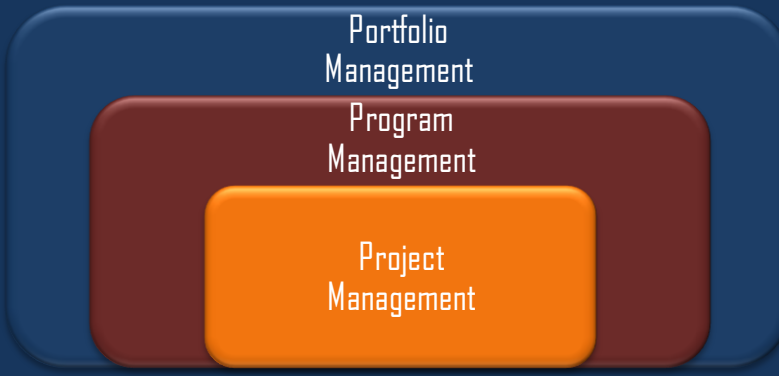 Portfolio
Management
Program
Management
Project
Management